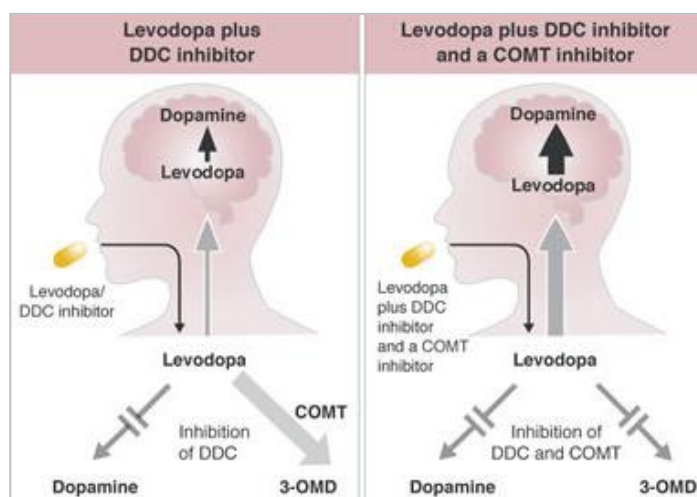 Levodopa plus
DDC inhibitor
Dopamine
Levodopa
Levodopa/
DDC inhibitor
Levodopa
COMT
Inhibition
of DDC
Dopamine
3-OMD
Levodopa plus DDC inhibitor
and a COMT inhibitor
Dopamine
Levodopa
Levodopa
plus DDC
inhibitor
and a COMT
inhibitor
Levodopa
Inhibition of
DDC and COMT
Dopamine
3-OMD